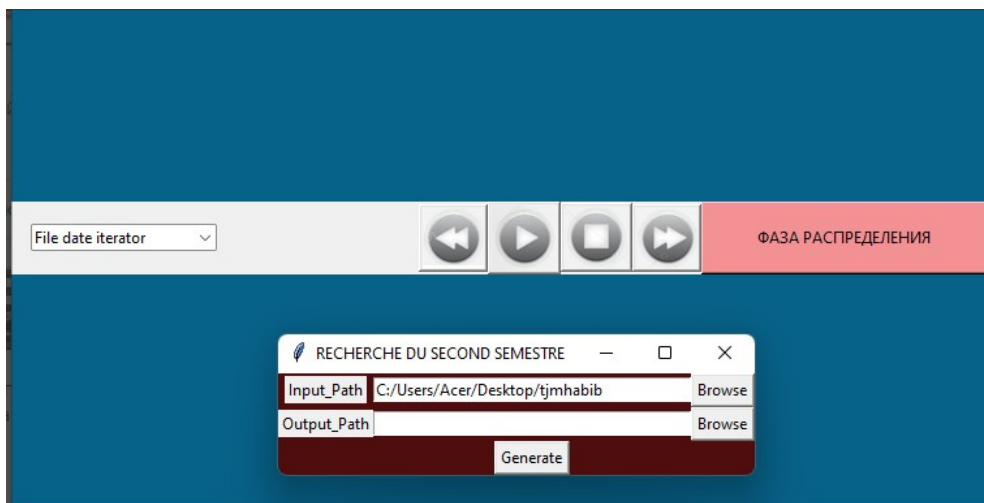 File date iterator
ФАЗА РАСПРЕДЕЛЕНИЯ
RECHERCHE DU SECOND SEMESTRE
Input_Path C:/Users/Acer/Desktop/tjmhabib Browse
Output_Path Browse
Generate